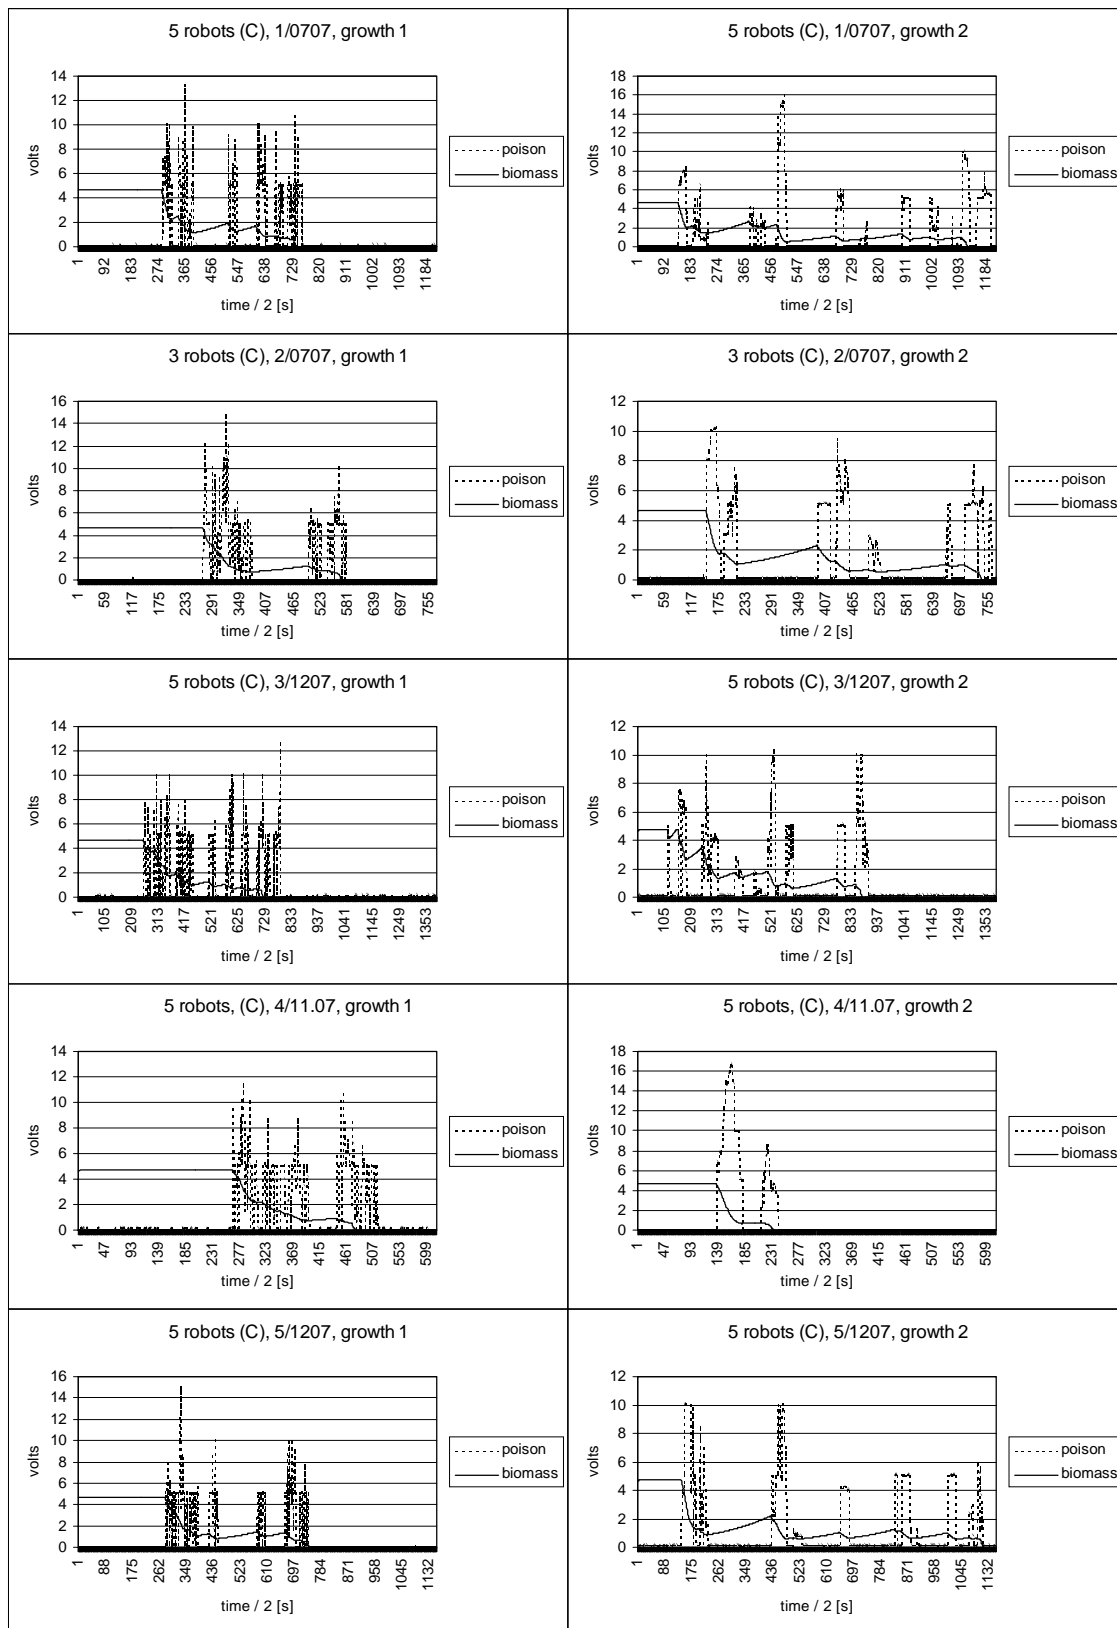 5 robots (C), 1/0707, growth 1
volts
14
12
10
8
6
4
2
0
1 92 183 274 365 456 547 638 729 820 911 1002 1093 1184
time / 2 [s]
poison
biomass
5 robots (C), 1/0707, growth 2
volts
18
16
14
12
10
8
6
4
2
0
1 92 183 274 365 456 547 638 729 820 911 1002 1093 1184
time / 2 [s]
poison
biomass
3 robots (C), 2/0707, growth 1
volts
16
14
12
10
8
6
4
2
0
1 59 117 175 233 291 349 407 465 523 581 639 697 755
time / 2 [s]
poison
biomass
3 robots (C), 2/0707, growth 2
volts
12
10
8
6
4
2
0
1 59 117 175 233 291 349 407 465 523 581 639 697 755
time / 2 [s]
poison
biomass
5 robots (C), 3/1207, growth 1
volts
14
12
10
8
6
4
2
0
1 105 209 313 417 521 625 729 833 937 1041 1145 1249 1353
time / 2 [s]
poison
biomass
5 robots (C), 3/1207, growth 2
volts
12
10
8
6
4
2
0
1 105 209 313 417 521 625 729 833 937 1041 1145 1249 1353
time / 2 [s]
poison
biomass
5 robots, (C), 4/11.07, growth 1
volts
14
12
10
8
6
4
2
0
1 47 93 139 185 231 277 323 369 415 461 507 553 599
time / 2 [s]
poison
biomass
5 robots, (C), 4/11.07, growth 2
volts
18
16
14
12
10
8
6
4
2
0
1 47 93 139 185 231 277 323 369 415 461 507 553 599
time / 2 [s]
poison
biomass
5 robots (C), 5/1207, growth 1
volts
16
14
12
10
8
6
4
2
0
1 88 175 262 349 436 523 610 697 784 871 958 1045 1132
time / 2 [s]
poison
biomass
5 robots (C), 5/1207, growth 2
volts
12
10
8
6
4
2
0
1 88 175 262 349 436 523 610 697 784 871 958 1045 1132
time / 2 [s]
poison
biomass